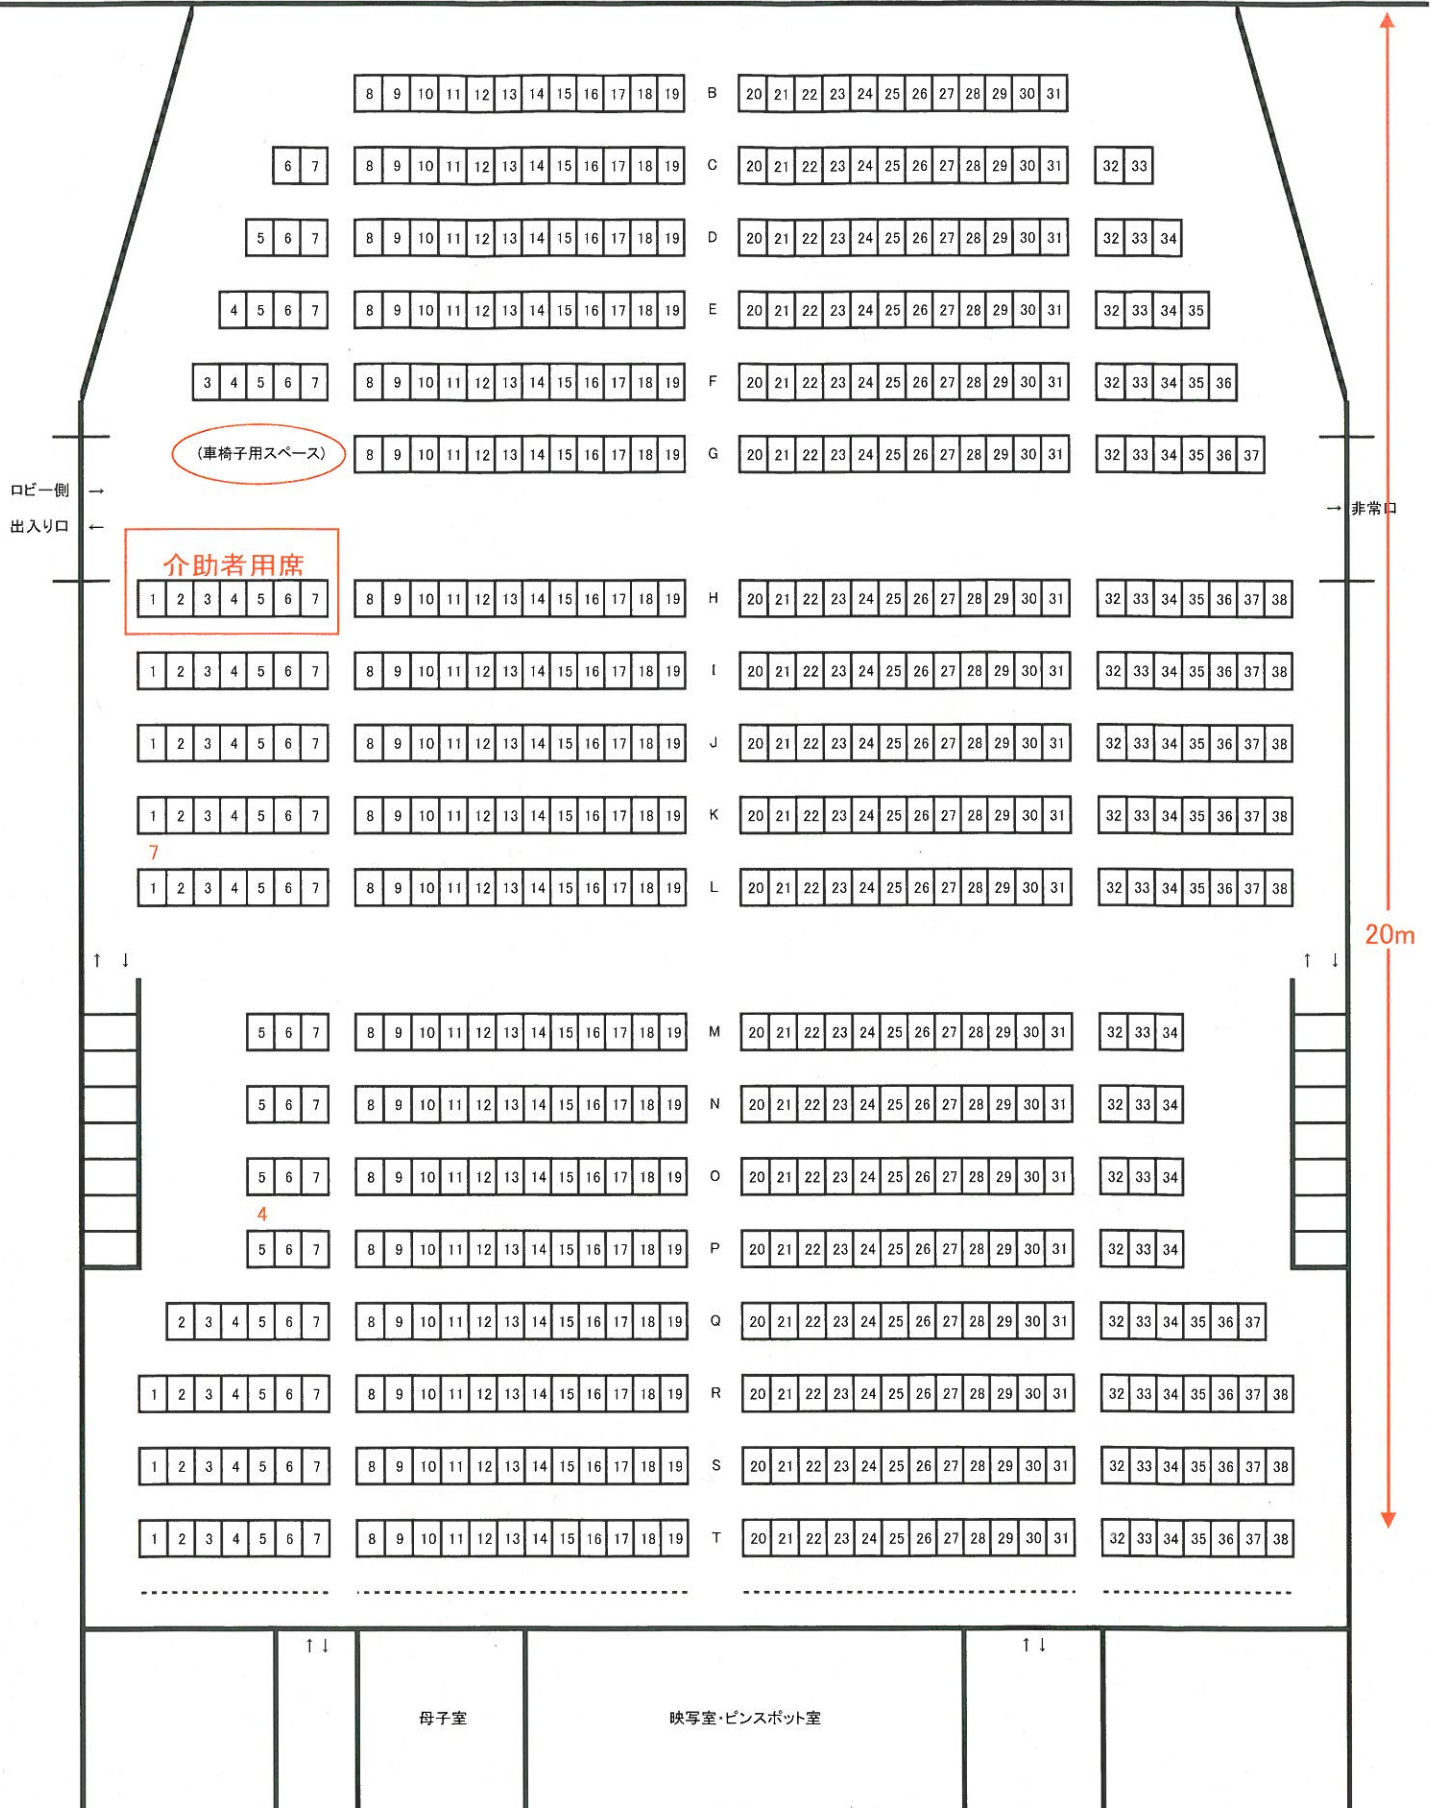 8 9 10 11 12 13 14 15 16 17 18 19 B 20 21 22 23 24 25 26 27 28 29 30 31
6 7 8 9 10 11 12 13 14 15 16 17 18 19 C 20 21 22 23 24 25 26 27 28 29 30 31 32 33
5 6 7 8 9 10 11 12 13 14 15 16 17 18 19 D 20 21 22 23 24 25 26 27 28 29 30 31 32 33 34
4 5 6 7 8 9 10 11 12 13 14 15 16 17 18 19 E 20 21 22 23 24 25 26 27 28 29 30 31 32 33 34 35
3 4 5 6 7 8 9 10 11 12 13 14 15 16 17 18 19 F 20 21 22 23 24 25 26 27 28 29 30 31 32 33 34 35 36
(車椅子用スペース) 8 9 10 11 12 13 14 15 16 17 18 19 G 20 21 22 23 24 25 26 27 28 29 30 31 32 33 34 35 36 37
ロビー側 →
→ 非常口
出入り口 ←
介助者用席
1 2 3 4 5 6 7 8 9 10 11 12 13 14 15 16 17 18 19 H 20 21 22 23 24 25 26 27 28 29 30 31 32 33 34 35 36 37 38
1 2 3 4 5 6 7 8 9 10 11 12 13 14 15 16 17 18 19 I 20 21 22 23 24 25 26 27 28 29 30 31 32 33 34 35 36 37 38
1 2 3 4 5 6 7 8 9 10 11 12 13 14 15 16 17 18 19 J 20 21 22 23 24 25 26 27 28 29 30 31 32 33 34 35 36 37 38
1 2 3 4 5 6 7 8 9 10 11 12 13 14 15 16 17 18 19 K 20 21 22 23 24 25 26 27 28 29 30 31 32 33 34 35 36 37 38
7
1 2 3 4 5 6 7 8 9 10 11 12 13 14 15 16 17 18 19 L 20 21 22 23 24 25 26 27 28 29 30 31 32 33 34 35 36 37 38
20m
↑ ↓ ↑ ↓
5 6 7 8 9 10 11 12 13 14 15 16 17 18 19 M 20 21 22 23 24 25 26 27 28 29 30 31 32 33 34
5 6 7 8 9 10 11 12 13 14 15 16 17 18 19 N 20 21 22 23 24 25 26 27 28 29 30 31 32 33 34
5 6 7 8 9 10 11 12 13 14 15 16 17 18 19 O 20 21 22 23 24 25 26 27 28 29 30 31 32 33 34
4
5 6 7 8 9 10 11 12 13 14 15 16 17 18 19 P 20 21 22 23 24 25 26 27 28 29 30 31 32 33 34
2 3 4 5 6 7 8 9 10 11 12 13 14 15 16 17 18 19 Q 20 21 22 23 24 25 26 27 28 29 30 31 32 33 34 35 36 37
1 2 3 4 5 6 7 8 9 10 11 12 13 14 15 16 17 18 19 R 20 21 22 23 24 25 26 27 28 29 30 31 32 33 34 35 36 37 38
1 2 3 4 5 6 7 8 9 10 11 12 13 14 15 16 17 18 19 S 20 21 22 23 24 25 26 27 28 29 30 31 32 33 34 35 36 37 38
1 2 3 4 5 6 7 8 9 10 11 12 13 14 15 16 17 18 19 T 20 21 22 23 24 25 26 27 28 29 30 31 32 33 34 35 36 37 38
↑↓ ↑↓
母子室 映写室・ピンスポット室